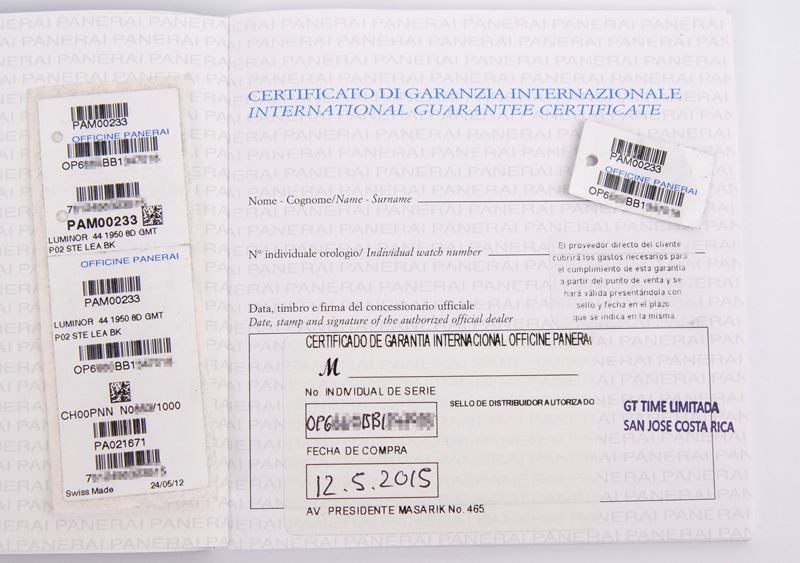 PAM00233
OFFICINE PANERAI
PAM00233
LUMINOR 44 1950 8D GMT
P02 STE LEA BK
OFFICINE PANERAI
PAM00233
LUMINOR 44 1950 8D GMT
P02 STE LEA BK
CH00PNN
/1000
PA021671
Swiss Made
24/05/12
CERTIFICATO DI GARANZIA INTERNAZIONALE
INTERNATIONAL GUARANTEE CERTIFICATE
PAM00233
OFFICINE PANERAI
Nome - Cognome/Name - Surname
N° individuale orologio/ Individual watch number
El proveedor directo del cliente
cubrirá los gastos necesarios para
el cumplimiento de esta garantía
a partir del punto de venta y se
hará válida presentándola con
sello y fecha en el plazo
que se indica en la misma.
Data, timbro e firma del concessionario ufficiale
Date, stamp and signature of the authorized official dealer
CERTIFICADO DE GARANTIA INTERNACIONAL OFFICINE PANERAI
M
No. INDIVIDUAL DE SERIE
SELLO DE DISTRIBUIDOR AUTORIZADO
GT TIME LIMITADA
SAN JOSE COSTA RICA
FECHA DE COMPRA
12.5.2015
AV. PRESIDENTE MASARIK No. 465